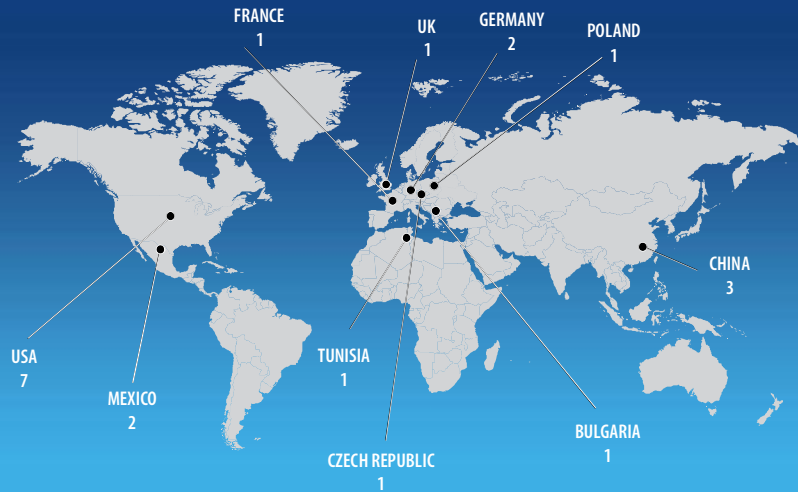 FRANCE
1
UK
1
GERMANY
2
POLAND
1
CHINA
3
USA
7
MEXICO
2
TUNISIA
1
CZECH REPUBLIC
1
BULGARIA
1